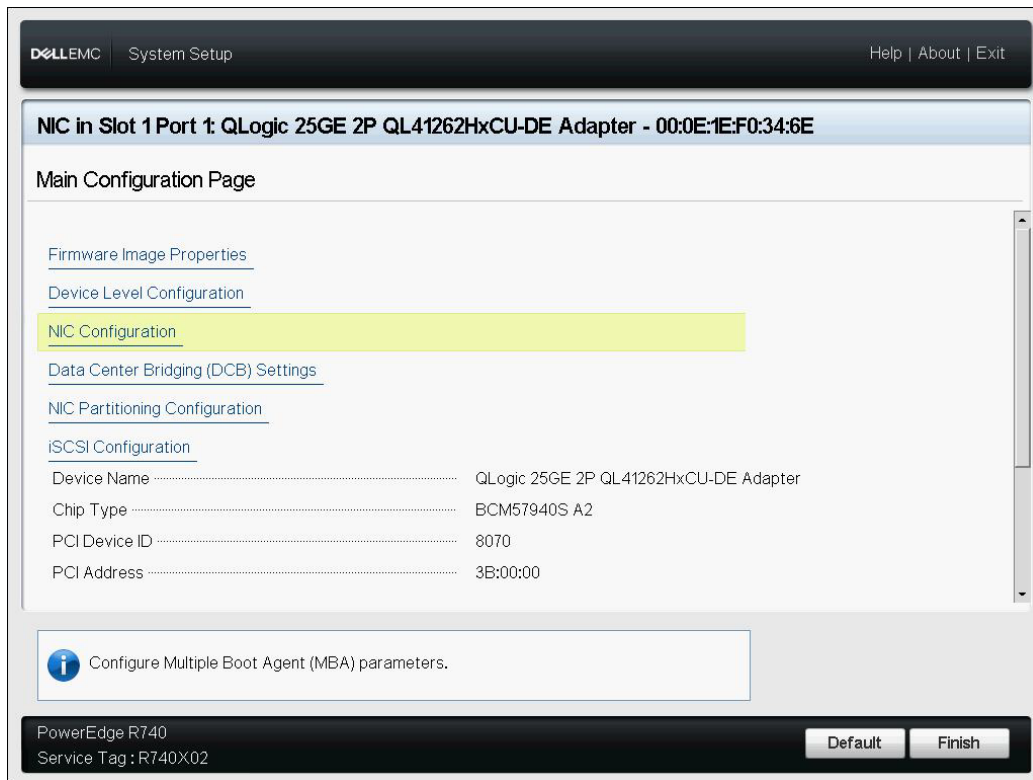 DELLEMC System Setup Help | About | Exit
NIC in Slot 1 Port 1: QLogic 25GE 2P QL41262HxCU-DE Adapter - 00:0E:1E:F0:34:6E
Main Configuration Page
Firmware Image Properties
Device Level Configuration
NIC Configuration
Data Center Bridging (DCB) Settings
NIC Partitioning Configuration
iSCSI Configuration
Device Name QLogic 25GE 2P QL41262HxCU-DE Adapter
Chip Type BCM57940S A2
PCI Device ID 8070
PCI Address 3B:00:00
Configure Multiple Boot Agent (MBA) parameters.
PowerEdge R740
Service Tag : R740X02
Default Finish